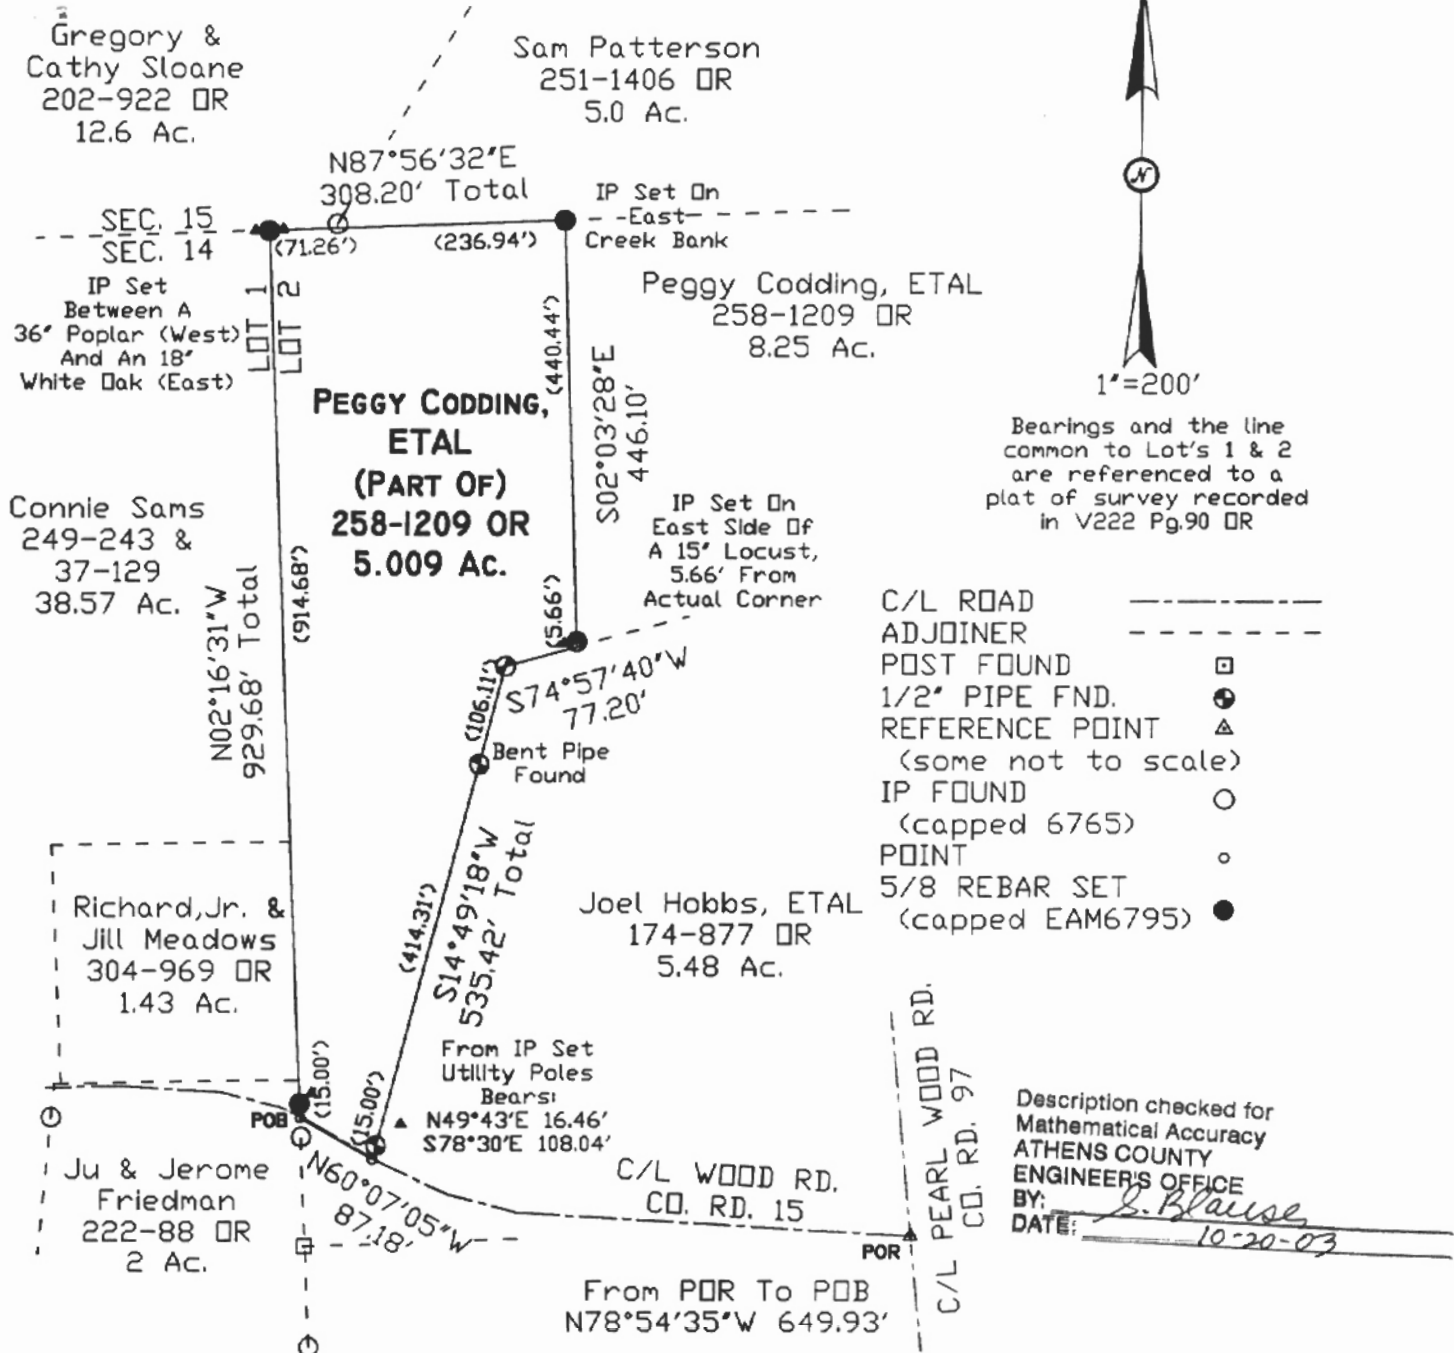 Gregory &
Cathy Sloane
202-922 OR
12.6 Ac.
Sam Patterson
251-1406 OR
5.0 Ac.
N87°56'32"E
308.20' Total
IP Set On
East
Creek Bank
SEC. 15
SEC. 14
(71.26')
(236.94')
IP Set
Between A
36" Poplar (West)
And An 18"
White Oak (East)
LOT 1
LOT 2
Peggy Codding, ETAL
258-1209 OR
8.25 Ac.
N
1"=200'
Bearings and the line
common to Lot's 1 & 2
are referenced to a
plat of survey recorded
in V222 Pg.90 OR
(440.44')
S02°03'28"E
446.10'
PEGGY CODDING,
ETAL
(PART OF)
258-1209 OR
5.009 Ac.
Connie Sams
249-243 &
37-129
38.57 Ac.
N02°16'31"W
929.68' Total
(914.68')
IP Set On
East Side Of
A 15" Locust,
5.66' From
Actual Corner
(5.66')
S74°57'40"W
77.20'
(106.11')
Bent Pipe
Found
C/L ROAD
ADJOINER
POST FOUND
1/2" PIPE FND.
REFERENCE POINT
(some not to scale)
IP FOUND
(capped 6765)
POINT
5/8 REBAR SET
(capped EAM6795)
S14°49'18"W
535.42' Total
(414.31')
Richard,Jr. &
Jill Meadows
304-969 OR
1.43 Ac.
Joel Hobbs, ETAL
174-877 OR
5.48 Ac.
From IP Set
Utility Poles
Bears:
N49°43'E 16.46'
S78°30'E 108.04'
(15.00')
(15.00')
POB
Ju & Jerome
Friedman
222-88 OR
2 Ac.
N60°07'05"W
87.18'
C/L WOOD RD.
CO. RD. 15
POR
C/L PEARL WOOD RD.
CO. RD. 97
From POR To POB
N78°54'35"W 649.93'
Description checked for
Mathematical Accuracy
ATHENS COUNTY
ENGINEER'S OFFICE
BY: S. Blause
DATE: 10-20-03